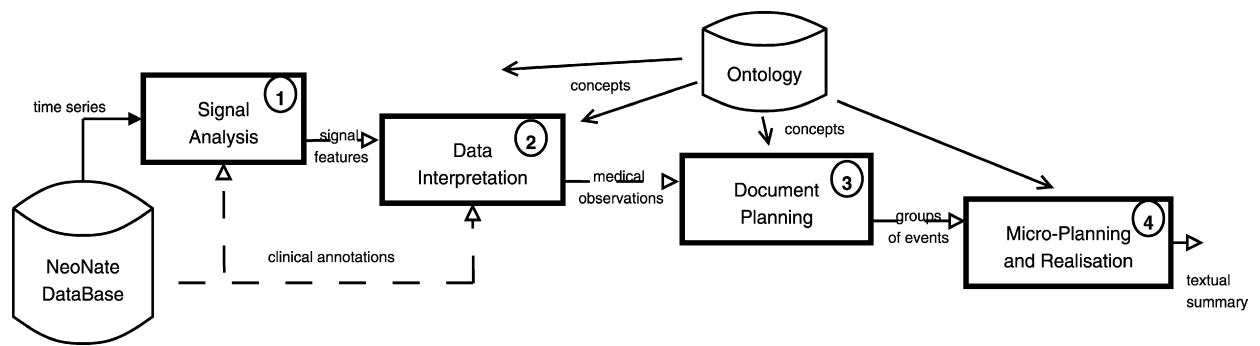 time series
Signal
Analysis
1
signal
features
Data
Interpretation
2
concepts
Ontology
concepts
medical
observations
Document
Planning
3
groups
of events
Micro-Planning
and Realisation
4
textual
summary
clinical annotations
NeoNate
DataBase